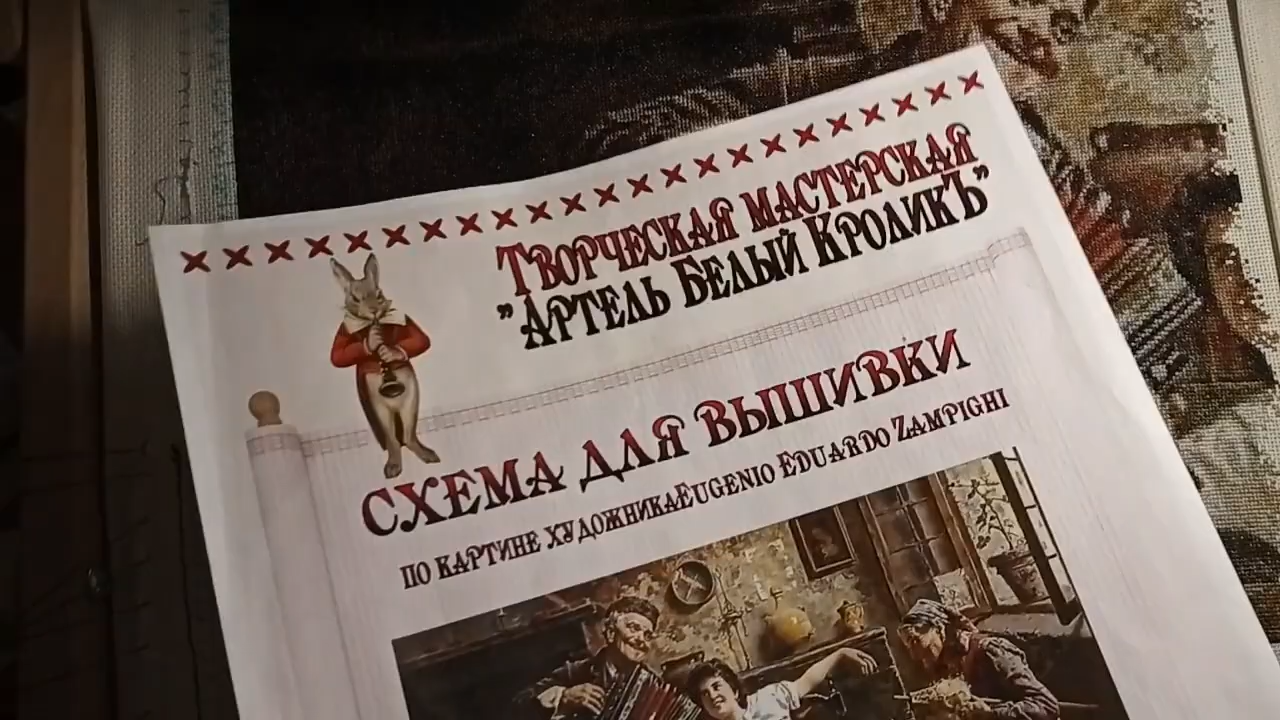 Творческая мастерская
"Артель Белый Кроликъ"
схема для вышивки
по картине художникаEugenio Eduardo Zampighi